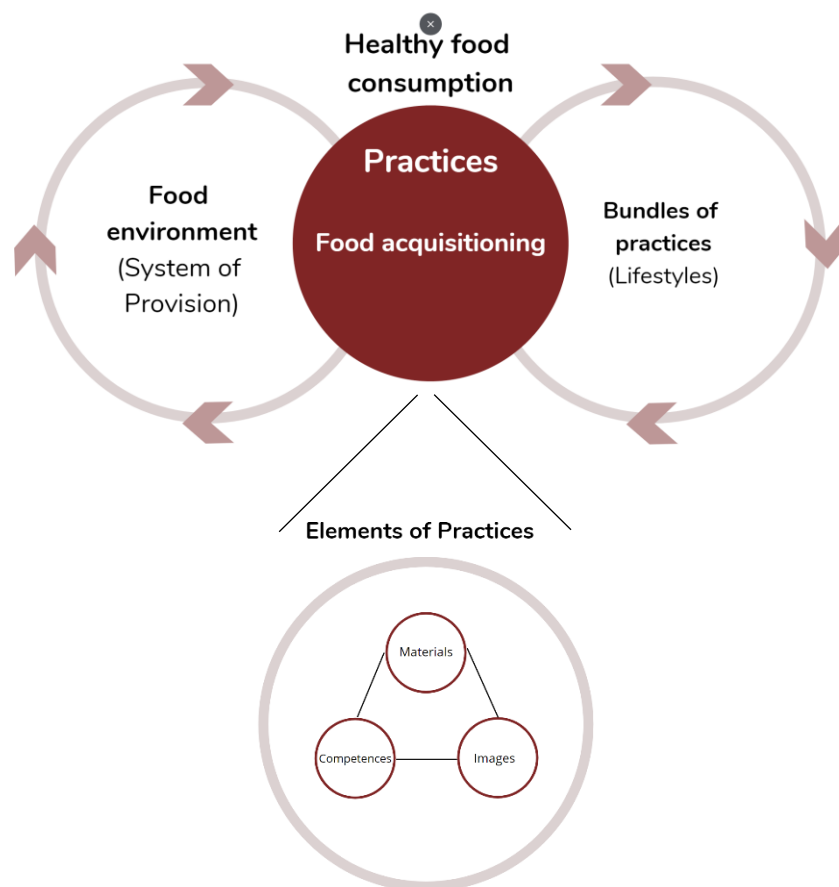 Healthy food
consumption
Practices
Food acquisitioning
Food
environment
(System of
Provision)
Bundles of
practices
(Lifestyles)
Elements of Practices
Materials
Competences
Images